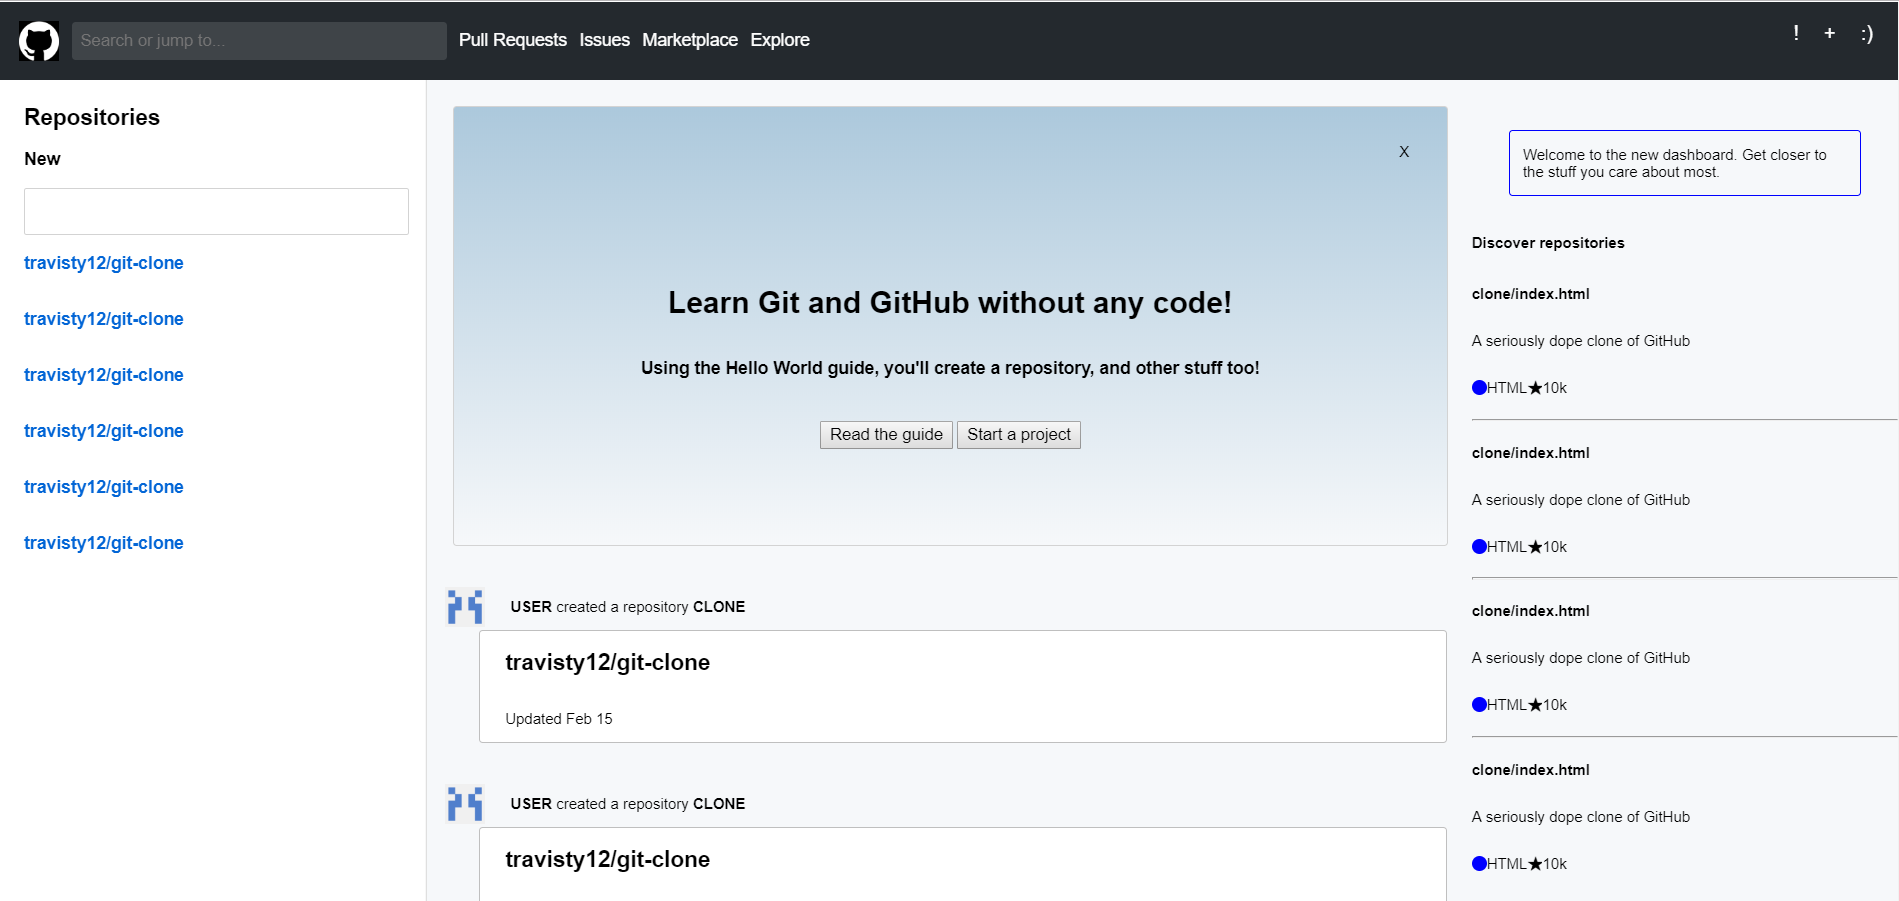 Search or jump to...
Pull Requests Issues Marketplace Explore
! + :)
Repositories
New
travisty12/git-clone
travisty12/git-clone
travisty12/git-clone
travisty12/git-clone
travisty12/git-clone
travisty12/git-clone
X
Learn Git and GitHub without any code!
Using the Hello World guide, you'll create a repository, and other stuff too!
Read the guide Start a project
USER created a repository CLONE
travisty12/git-clone
Updated Feb 15
USER created a repository CLONE
travisty12/git-clone
Welcome to the new dashboard. Get closer to
the stuff you care about most.
Discover repositories
clone/index.html
A seriously dope clone of GitHub
HTML★10k
clone/index.html
A seriously dope clone of GitHub
HTML★10k
clone/index.html
A seriously dope clone of GitHub
HTML★10k
clone/index.html
A seriously dope clone of GitHub
HTML★10k